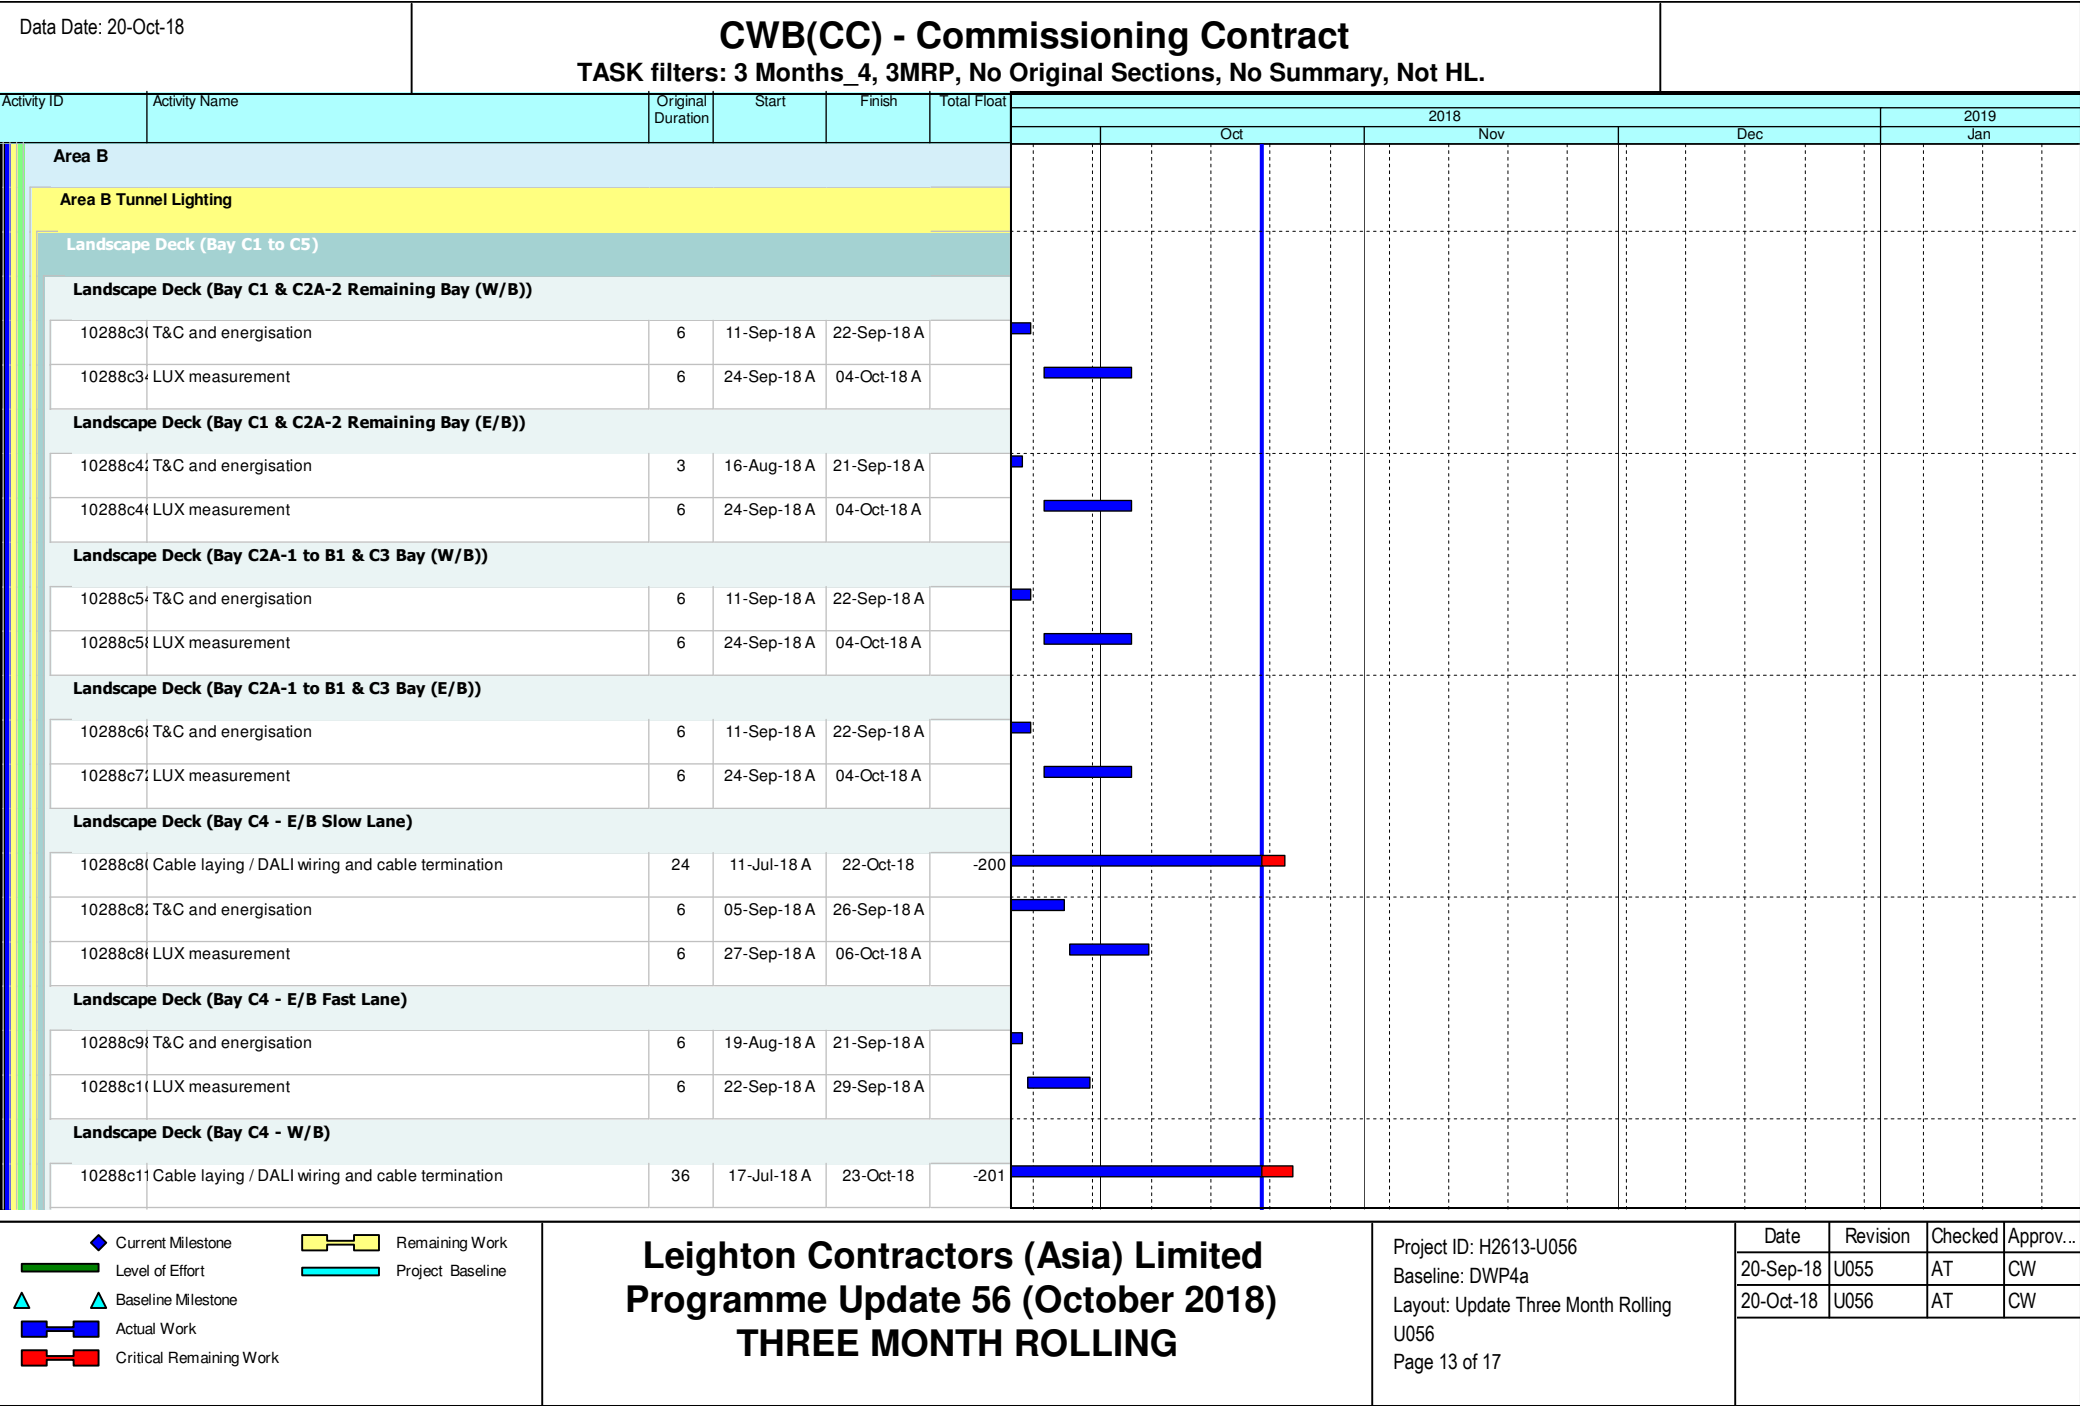 Data Date: 20-Oct-18
CWB(CC) - Commissioning Contract
TASK filters: 3 Months_4, 3MRP, No Original Sections, No Summary, Not HL.
Activity ID Activity Name Original Duration Start Finish Total Float
2018 2019
Oct Nov Dec Jan
Area B
Area B Tunnel Lighting
Landscape Deck (Bay C1 to C5)
Landscape Deck (Bay C1 & C2A-2 Remaining Bay (W/B))
10288c30 T&C and energisation 6 11-Sep-18 A 22-Sep-18 A
10288c34 LUX measurement 6 24-Sep-18 A 04-Oct-18 A
Landscape Deck (Bay C1 & C2A-2 Remaining Bay (E/B))
10288c42 T&C and energisation 3 16-Aug-18 A 21-Sep-18 A
10288c46 LUX measurement 6 24-Sep-18 A 04-Oct-18 A
Landscape Deck (Bay C2A-1 to B1 & C3 Bay (W/B))
10288c54 T&C and energisation 6 11-Sep-18 A 22-Sep-18 A
10288c58 LUX measurement 6 24-Sep-18 A 04-Oct-18 A
Landscape Deck (Bay C2A-1 to B1 & C3 Bay (E/B))
10288c68 T&C and energisation 6 11-Sep-18 A 22-Sep-18 A
10288c72 LUX measurement 6 24-Sep-18 A 04-Oct-18 A
Landscape Deck (Bay C4 - E/B Slow Lane)
10288c80 Cable laying / DALI wiring and cable termination 24 11-Jul-18 A 22-Oct-18 -200
10288c82 T&C and energisation 6 05-Sep-18 A 26-Sep-18 A
10288c86 LUX measurement 6 27-Sep-18 A 06-Oct-18 A
Landscape Deck (Bay C4 - E/B Fast Lane)
10288c98 T&C and energisation 6 19-Aug-18 A 21-Sep-18 A
10288c10 LUX measurement 6 22-Sep-18 A 29-Sep-18 A
Landscape Deck (Bay C4 - W/B)
10288c11 Cable laying / DALI wiring and cable termination 36 17-Jul-18 A 23-Oct-18 -201
Current Milestone
Level of Effort
Baseline Milestone
Actual Work
Critical Remaining Work
Remaining Work
Project Baseline
Leighton Contractors (Asia) Limited
Programme Update 56 (October 2018)
THREE MONTH ROLLING
Project ID: H2613-U056
Baseline: DWP4a
Layout: Update Three Month Rolling
U056
Page 13 of 17
Date Revision Checked Approv...
20-Sep-18 U055 AT CW
20-Oct-18 U056 AT CW